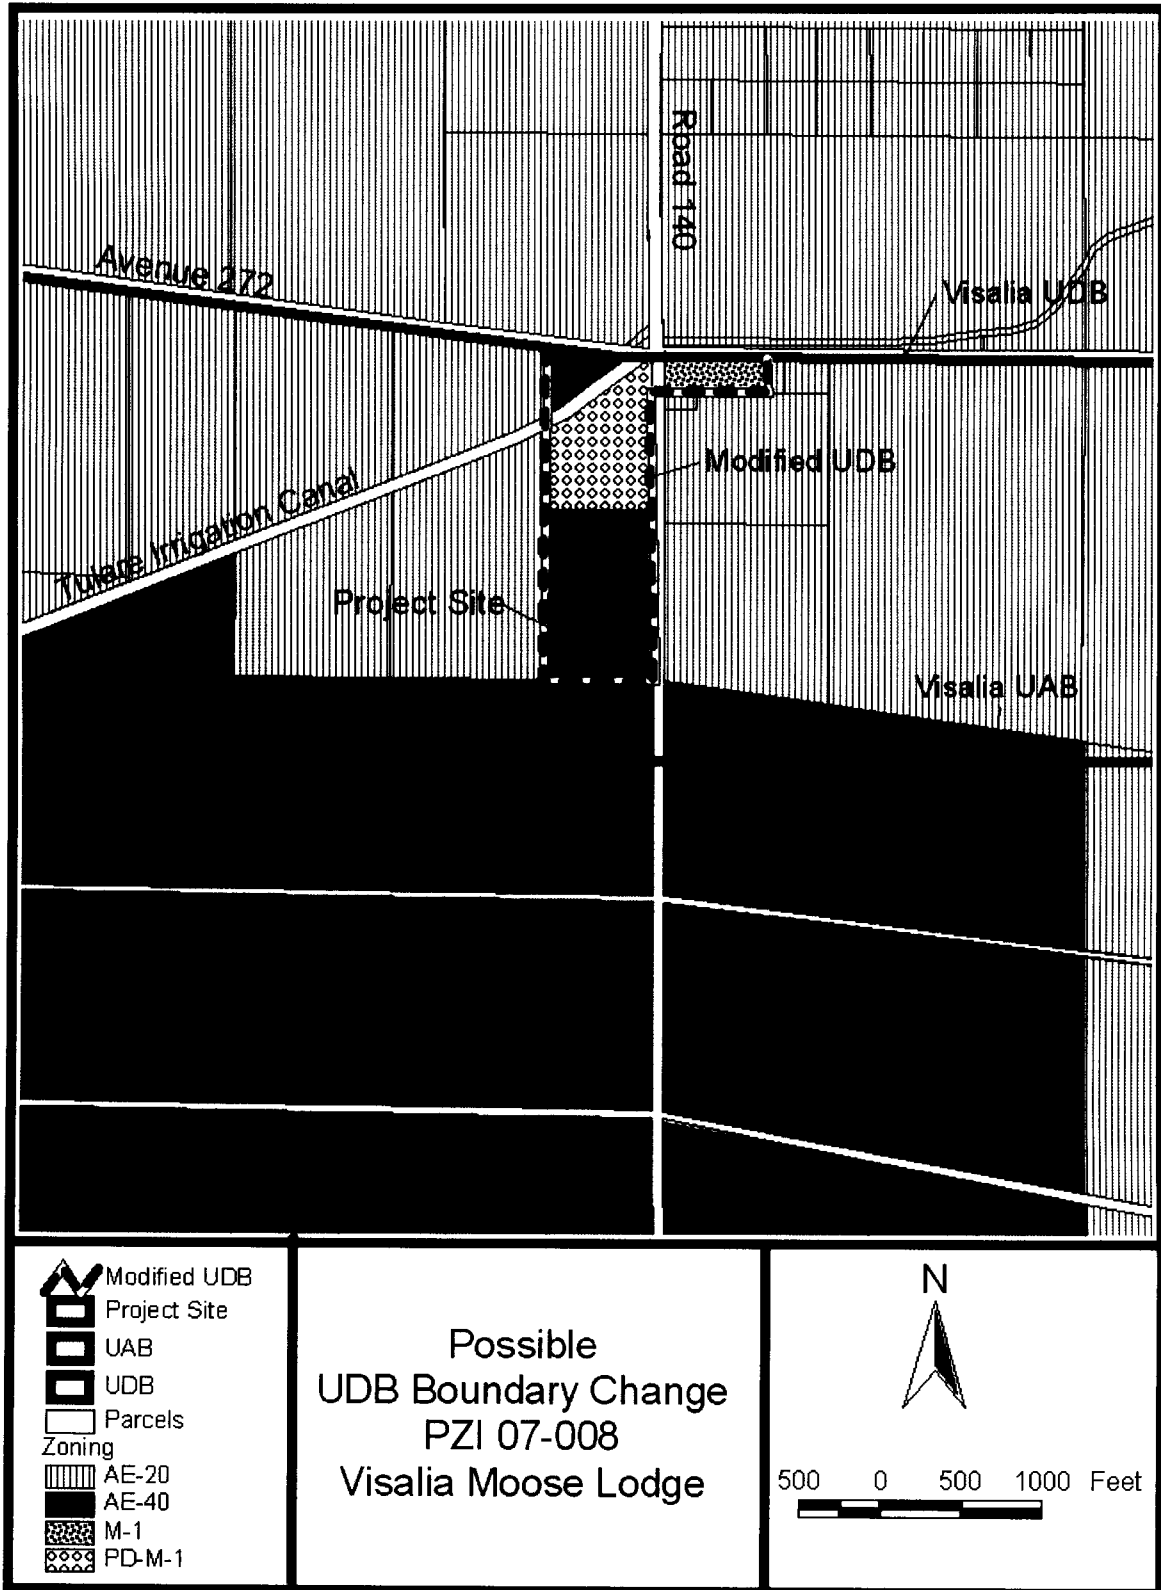 Road 140
Avenue 272
Visalia UDB
Modified UDB
Tulare Irrigation Canal
Project Site
Visalia UAB
Modified UDB
Project Site
UAB
UDB
Parcels
Zoning
AE-20
AE-40
M-1
PD-M-1
Possible
UDB Boundary Change
PZI 07-008
Visalia Moose Lodge
N
500 0 500 1000 Feet